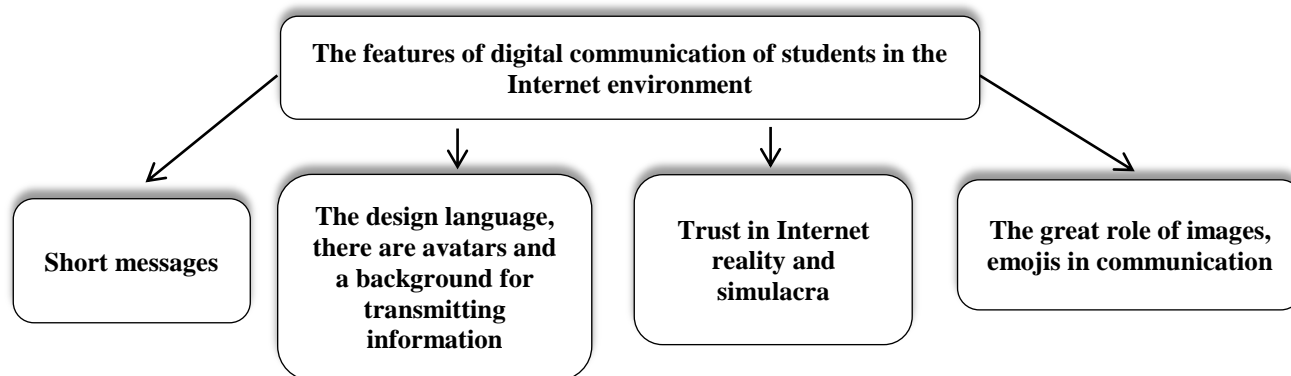 The features of digital communication of students in the
Internet environment
Short messages
The design language,
there are avatars and
a background for
transmitting
information
Trust in Internet
reality and
simulacra
The great role of images,
emojis in communication